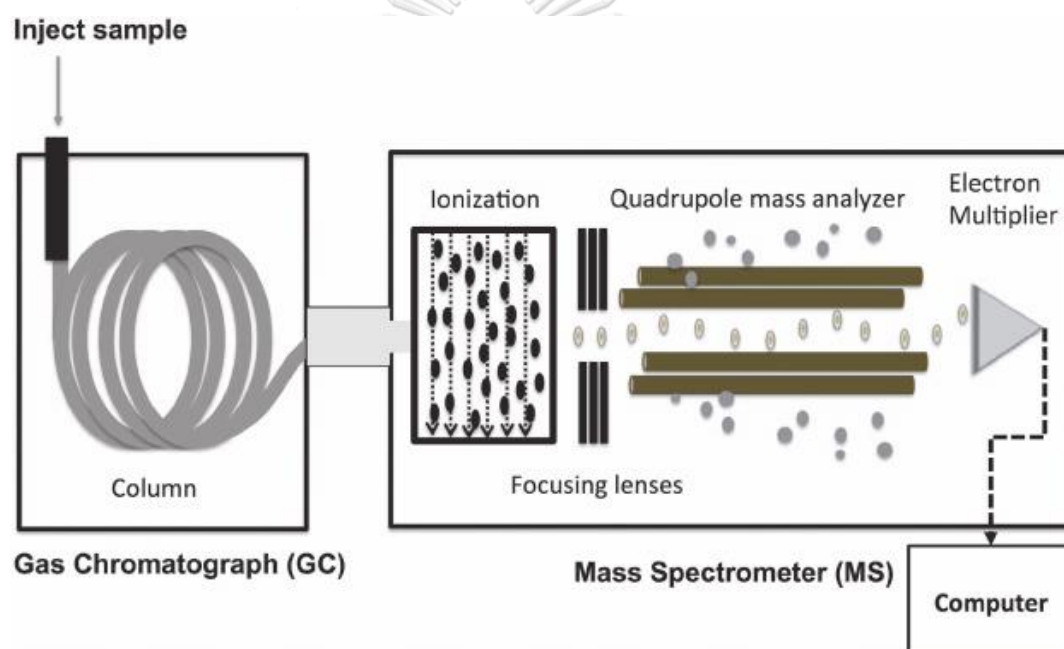 Inject sample
Ionization
Quadrupole mass analyzer
Electron
Multiplier
Column
Focusing lenses
Gas Chromatograph (GC)
Mass Spectrometer (MS)
Computer